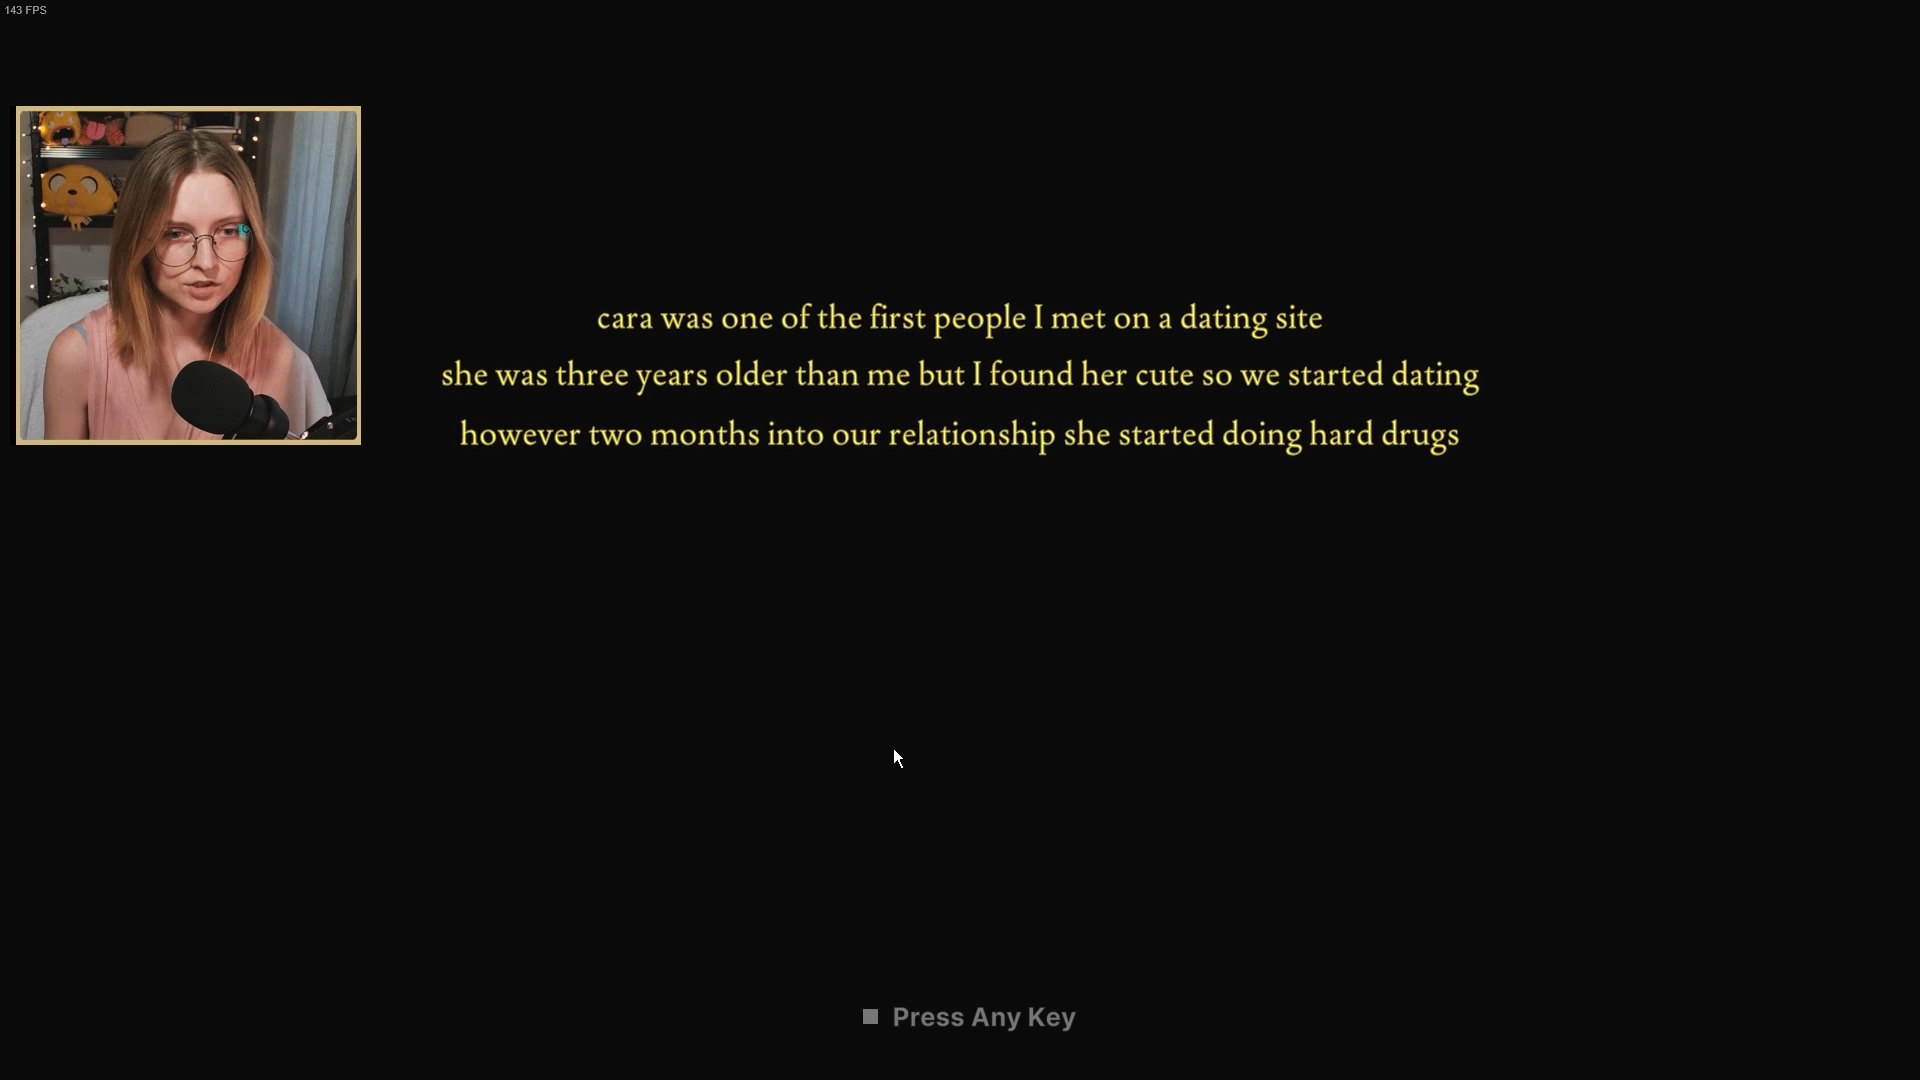 143 FPS
cara was one of the first people I met on a dating site
she was three years older than me but I found her cute so we started dating
however two months into our relationship she started doing hard drugs
Press Any Key